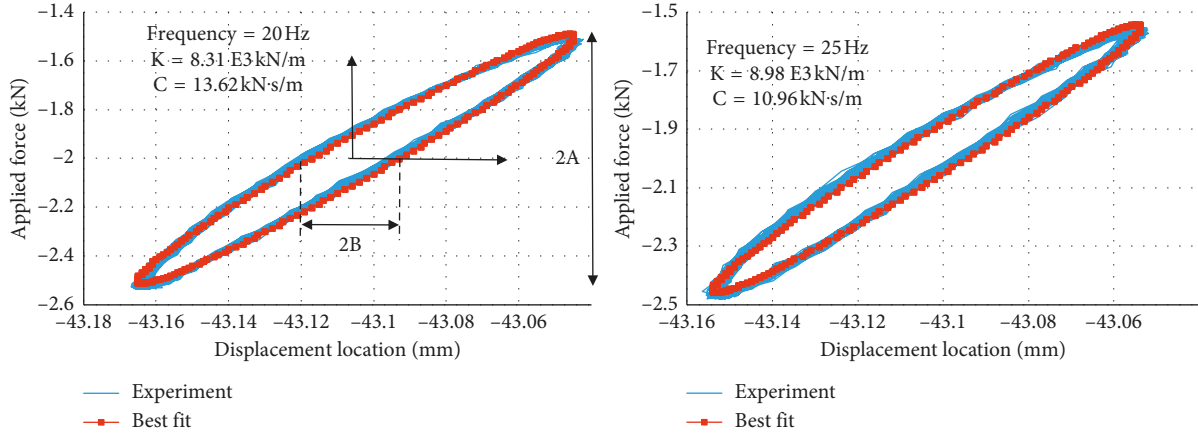 −1.4
−1.6
−1.8
−2
−2.2
−2.4
−2.6
Applied force (kN)
Frequency = 20 Hz
K = 8.31 E3 kN/m
C = 13.62 kN·s/m
2A
2B
−43.18 −43.16 −43.14 −43.12 −43.1 −43.08 −43.06
Displacement location (mm)
Experiment
Best fit
−1.5
−1.7
−1.9
−2.1
−2.3
−2.5
Applied force (kN)
Frequency = 25 Hz
K = 8.98 E3 kN/m
C = 10.96 kN·s/m
−43.16 −43.14 −43.12 −43.1 −43.08 −43.06
Displacement location (mm)
Experiment
Best fit